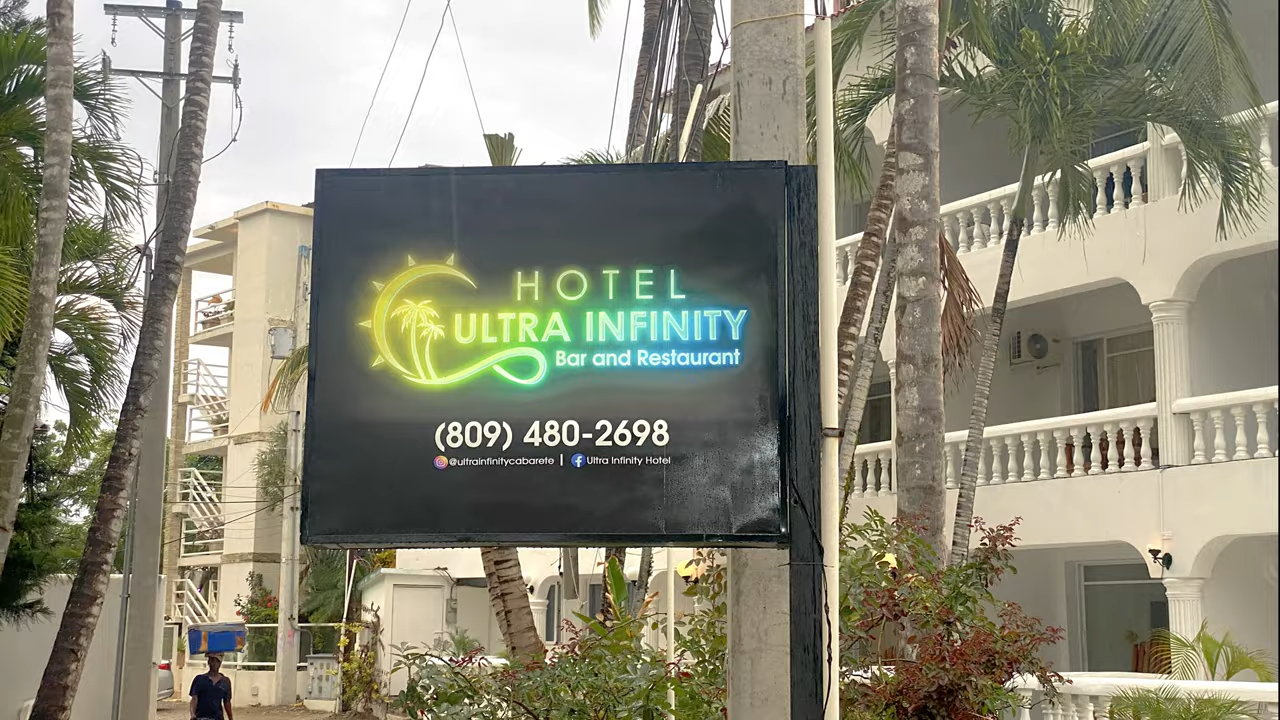 HOTEL
ULTRA INFINITY
Bar and Restaurant
(809) 480-2698
@ultrainfinitycabarete | Ultra Infinity Hotel